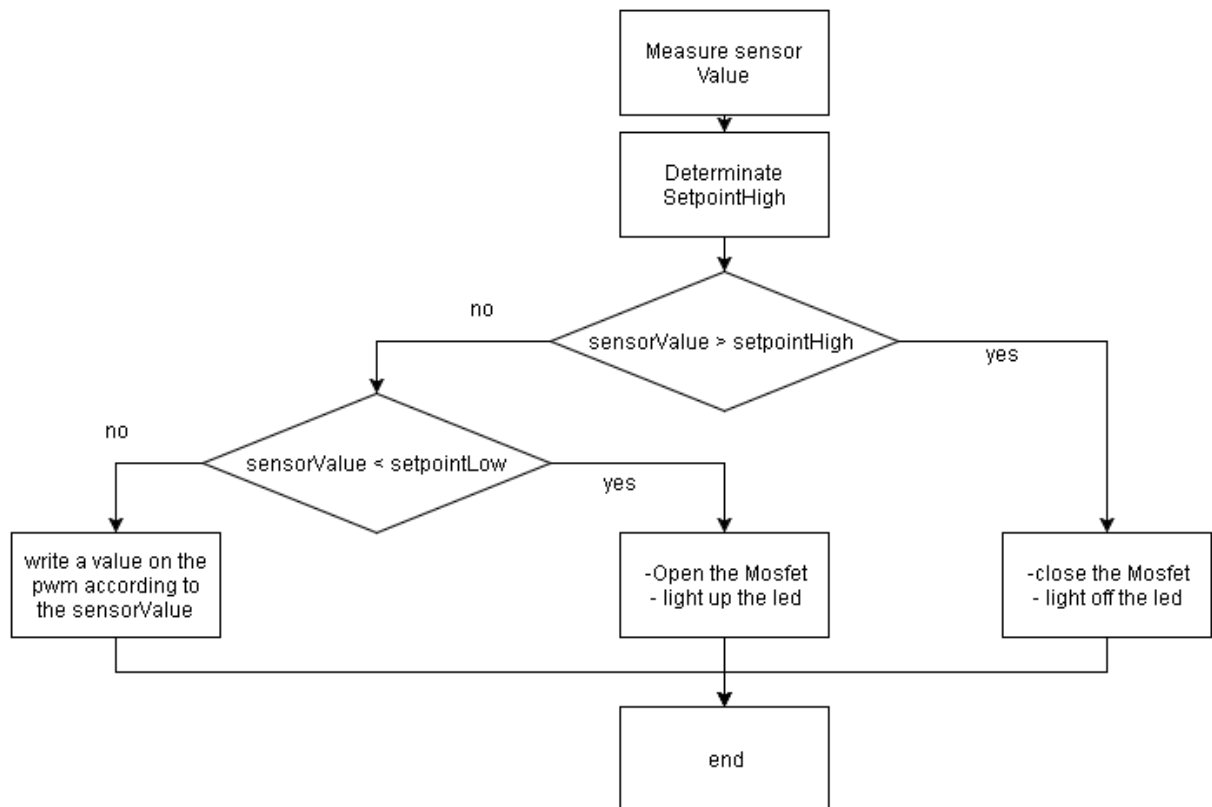 Measure sensor
Value
Determinate
SetpointHigh
no
sensorValue > setpointHigh
yes
no
sensorValue < setpointLow
yes
write a value on the
pwm according to
the sensorValue
-Open the Mosfet
- light up the led
-close the Mosfet
- light off the led
end